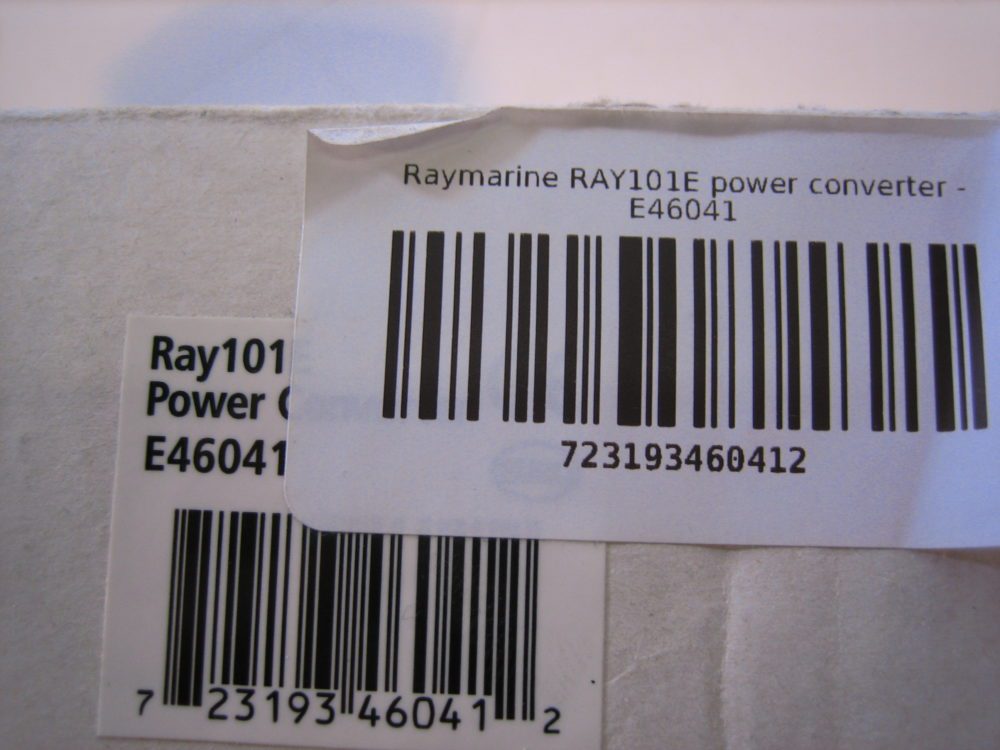 Raymarine RAY101E power converter -
E46041
723193460412
Ray101
Power
E46041
7 23193 46041 2